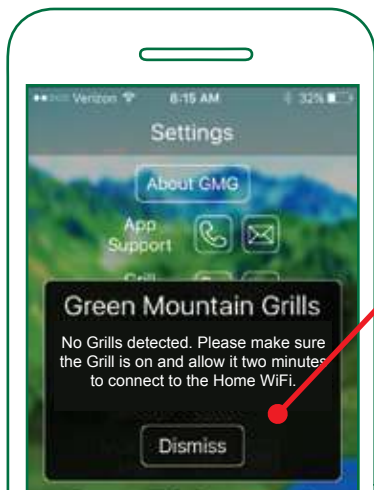 Verizon 8:15 AM 32%
Settings
About GMG
App
Support
Grill
Green Mountain Grills
No Grills detected. Please make sure
the Grill is on and allow it two minutes
to connect to the Home WiFi.
Dismiss